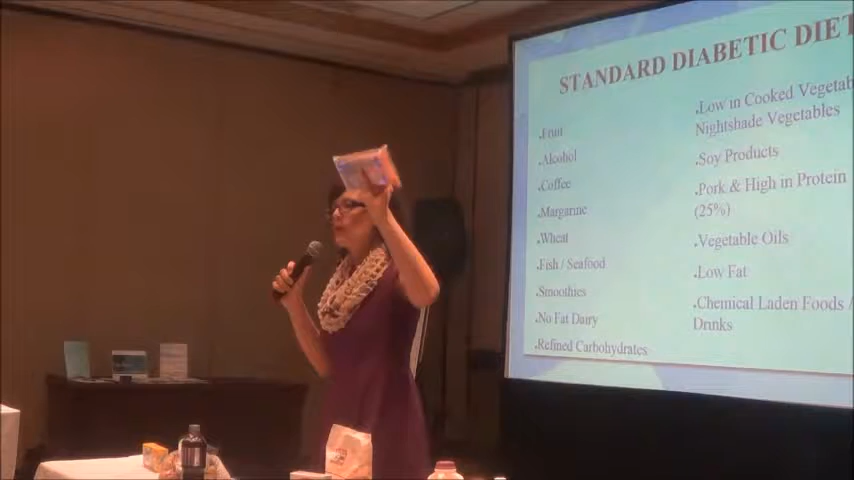 STANDARD DIABETIC DIET
.Fruit
.Alcohol
.Coffee
.Margarine
.Wheat
.Fish / Seafood
.Smoothies
.No Fat Dairy
.Refined Carbohydrates
.Low in Cooked Vegetab
Nightshade Vegetables
.Soy Products
.Pork & High in Protein
(25%)
.Vegetable Oils
.Low Fat
.Chemical Laden Foods /
Drinks